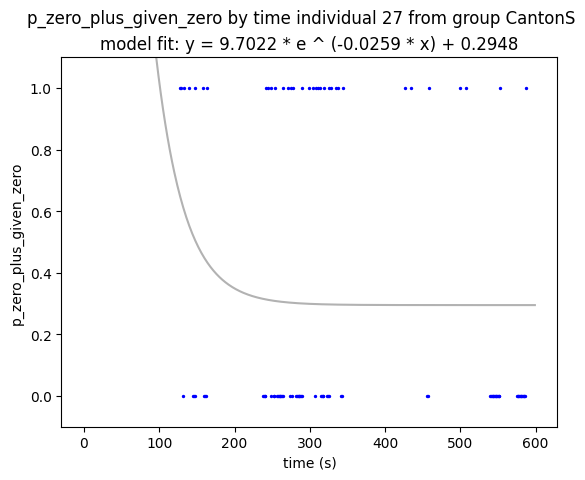 p_zero_plus_given_zero by time individual 27 from group CantonS
model fit: y = 9.7022 * e ^ (-0.0259 * x) + 0.2948
1.0
0.8
0.6
0.4
0.2
0.0
p_zero_plus_given_zero
0 100 200 300 400 500 600
time (s)